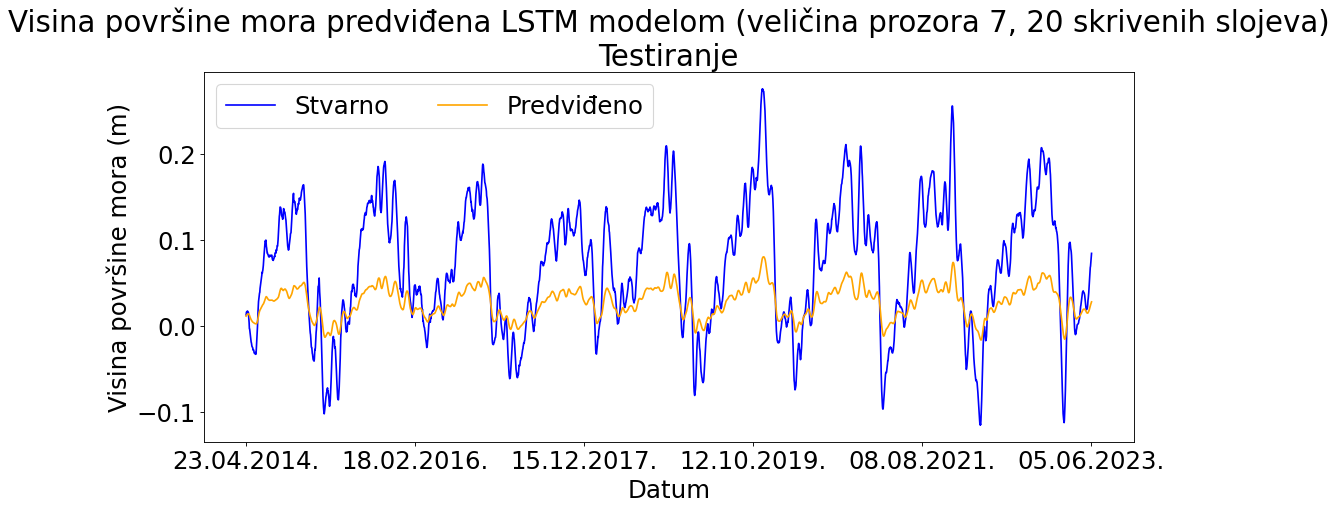 Visina površine mora predviđena LSTM modelom (veličina prozora 7, 20 skrivenih slojeva)
Testiranje
Stvarno
Predviđeno
Visina površine mora (m)
0.2
0.1
0.0
−0.1
23.04.2014. 18.02.2016. 15.12.2017. 12.10.2019. 08.08.2021. 05.06.2023.
Datum